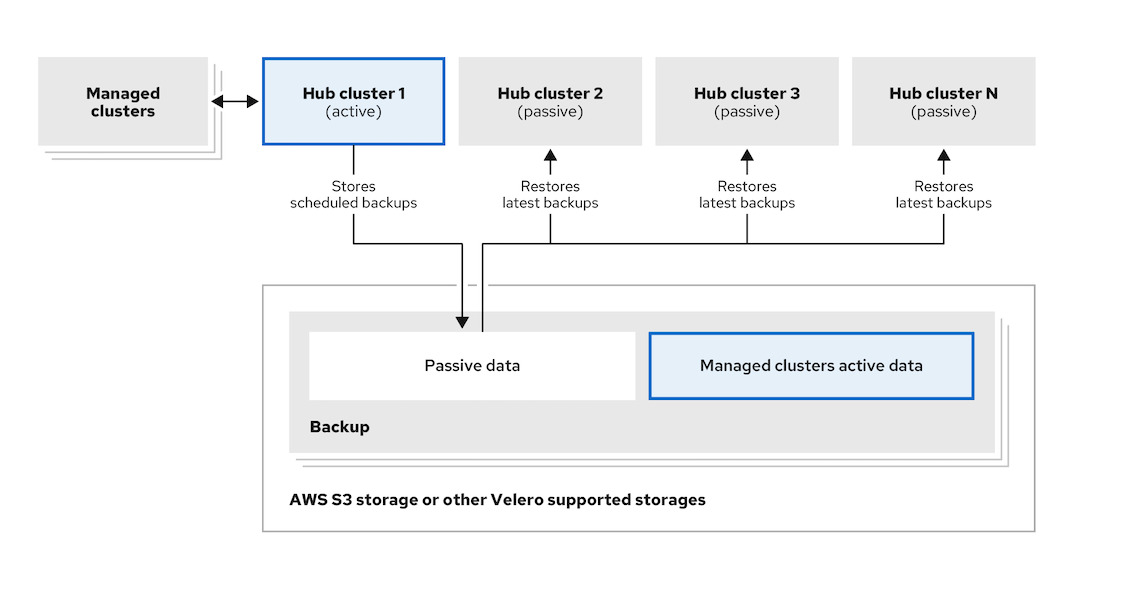 Managed
clusters
Hub cluster 1
(active)
Hub cluster 2
(passive)
Hub cluster 3
(passive)
Hub cluster N
(passive)
Stores
scheduled backups
Restores
latest backups
Restores
latest backups
Restores
latest backups
Passive data
Managed clusters active data
Backup
AWS S3 storage or other Velero supported storages